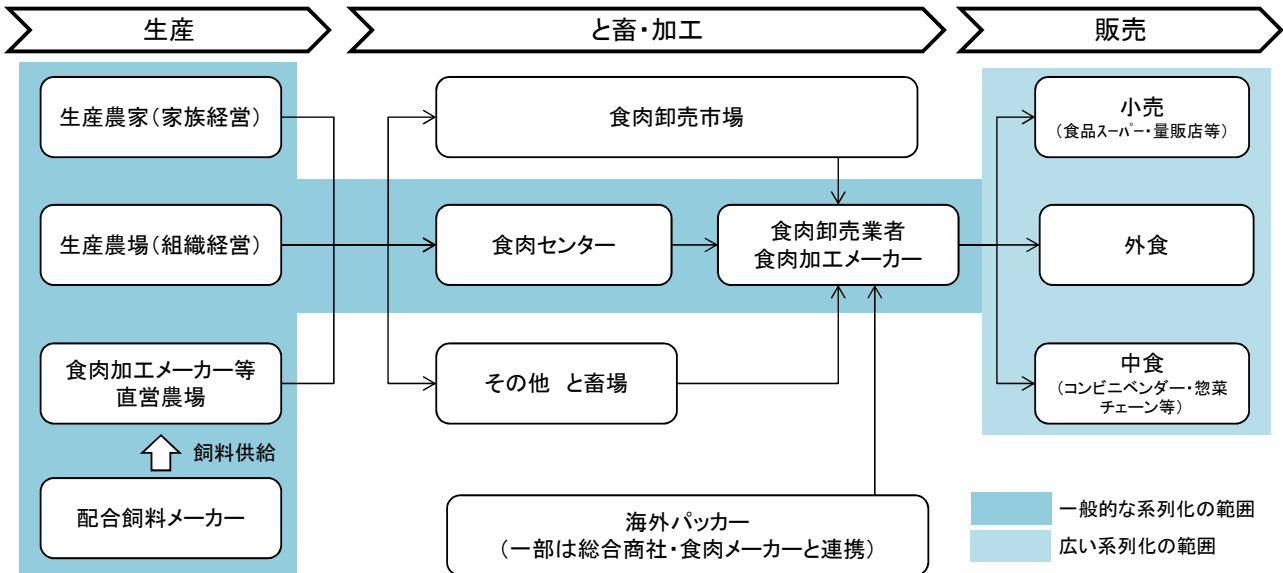 生産
と畜・加工
販売
生産農家（家族経営）
食肉卸売市場
小売
（食品ｽｰﾊﾟｰ・量販店等）
生産農場（組織経営）
食肉センター
食肉卸売業者
食肉加工メーカー
外食
食肉加工メーカー等
直営農場
その他　と畜場
中食
（コンビニベンダー・惣菜
チェーン等）
飼料供給
配合飼料メーカー
海外パッカー
（一部は総合商社・食肉メーカーと連携）
一般的な系列化の範囲
広い系列化の範囲